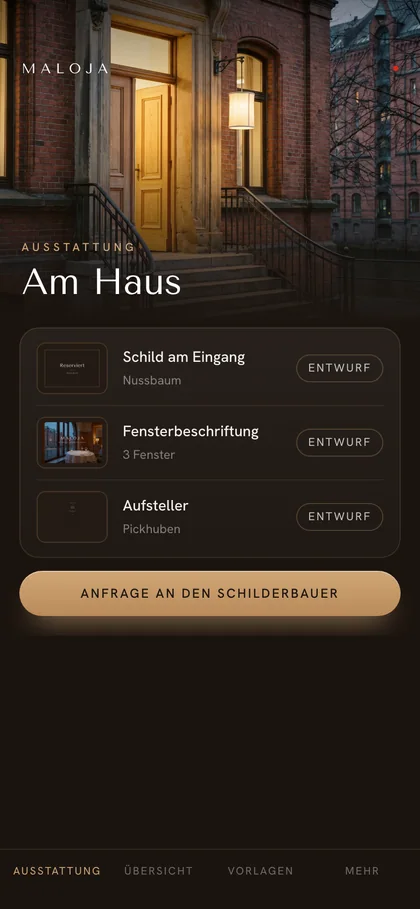 MALOJA
AUSSTATTUNG
Am Haus
Reserviert
Schild am Eingang
Nussbaum
ENTWURF
MALOJA
Fensterbeschriftung
3 Fenster
ENTWURF
Aufsteller
Pickhuben
ENTWURF
ANFRAGE AN DEN SCHILDERBAUER
AUSSTATTUNG
ÜBERSICHT
VORLAGEN
MEHR